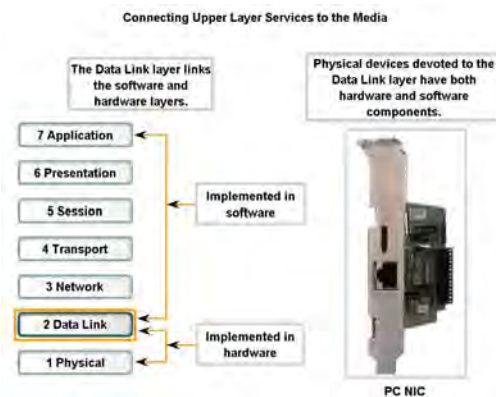 Connecting Upper Layer Services to the Media
The Data Link layer links
the software and
hardware layers.
Physical devices devoted to the
Data Link layer have both
hardware and software
components.
7 Application
6 Presentation
5 Session
4 Transport
3 Network
2 Data Link
1 Physical
Implemented in
software
Implemented in
hardware
PC NIC